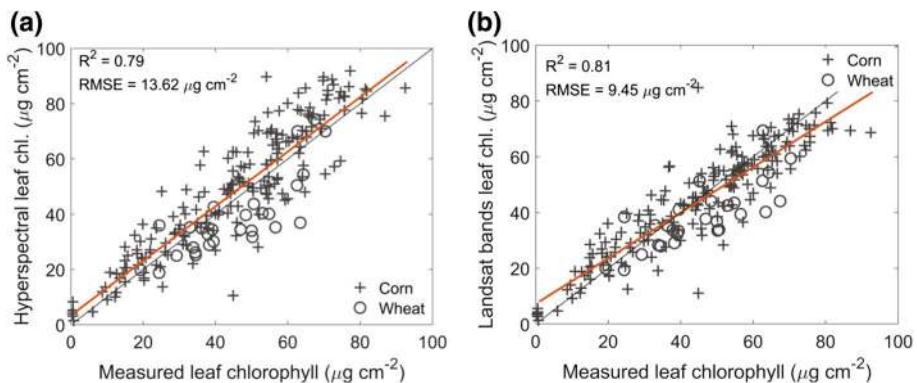 (a)
Hyperspectral leaf chl. (μg cm-2)
100
80
60
40
20
0
R2 = 0.79
RMSE = 13.62 μg cm-2
Corn
Wheat
0 20 40 60 80 100
Measured leaf chlorophyll (μg cm-2)
(b)
Landsat bands leaf chl. (μg cm-2)
100
80
60
40
20
0
R2 = 0.81
RMSE = 9.45 μg cm-2
Corn
Wheat
0 20 40 60 80 100
Measured leaf chlorophyll (μg cm-2)